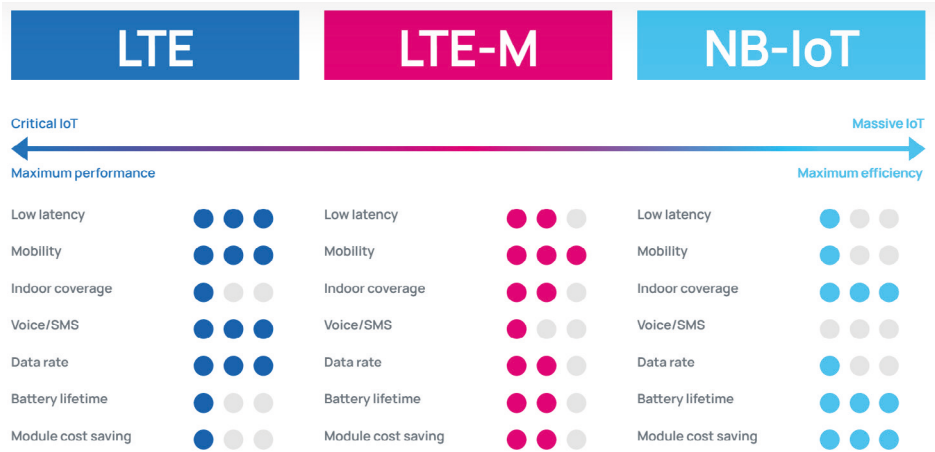 LTE
LTE-M
NB-IoT
Critical IoT
Massive IoT
Maximum performance
Maximum efficiency
Low latency
Mobility
Indoor coverage
Voice/SMS
Data rate
Battery lifetime
Module cost saving
Low latency
Mobility
Indoor coverage
Voice/SMS
Data rate
Battery lifetime
Module cost saving
Low latency
Mobility
Indoor coverage
Voice/SMS
Data rate
Battery lifetime
Module cost saving